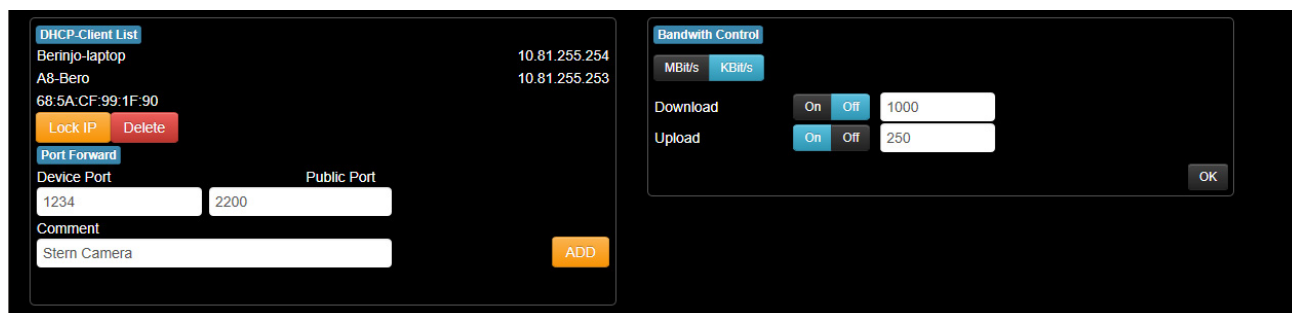 DHCP-Client List
Berinjo-laptop 10.81.255.254
A8-Bero 10.81.255.253
68:5A:CF:99:1F:90
Lock IP Delete
Port Forward
Device Port Public Port
1234 2200
Comment
Stern Camera ADD
Bandwith Control
MBit/s KBit/s
Download On Off 1000
Upload On Off 250
OK